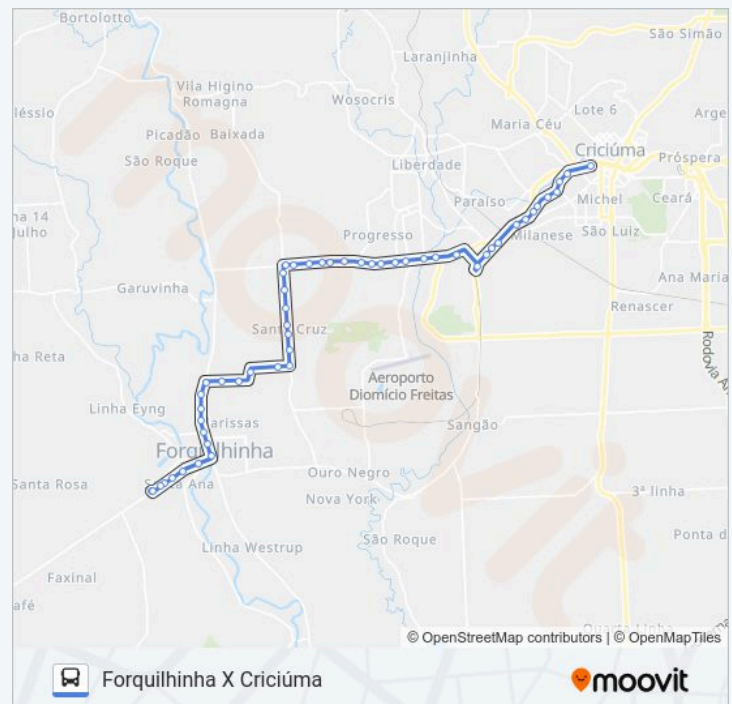 Bortolotto
São Simão
Laranjinha
Vila Higino
Romagna
Wosocris
Lote 6
Maria Céu
Picadão
Baixada
Criciúma
São Roque
Liberdade
Próspera
Paraíso
Michel
Ceará
ha 14
Julho
Progresso
Milanese
São Luiz
Ana Maria
Garuvinha
Renascer
Santa Cruz
ha Reta
Aeroporto
Diomício Freitas
Linha Eyng
Clarissas
Sangão
Forquilhinha
Ouro Negro
Santa Rosa
Santa Ana
3ª linha
Nova York
São Roque
Ponta d
Linha Westrup
Faxinal
afé
moovit
© OpenStreetMap contributors | © OpenMapTiles
Forquilhinha X Criciúma
moovit